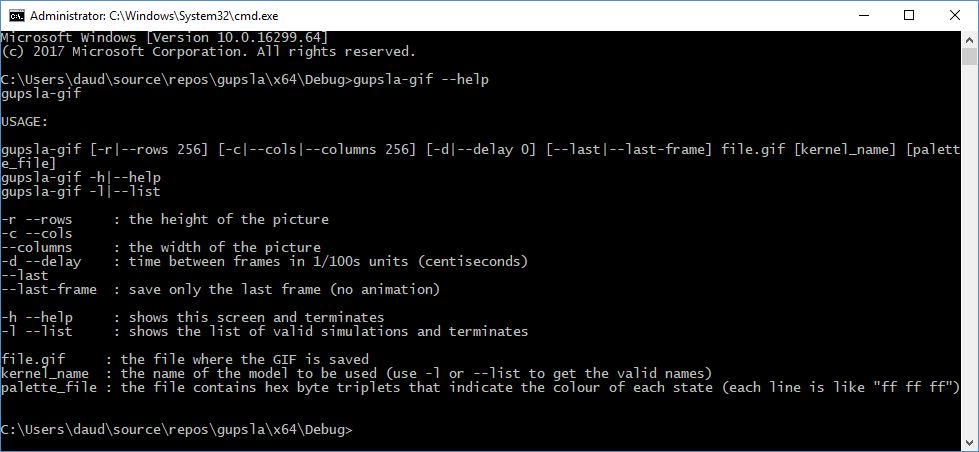 Administrator: C:\Windows\System32\cmd.exe
Microsoft Windows [Version 10.0.16299.64]
(c) 2017 Microsoft Corporation. All rights reserved.
C:\Users\daud\source\repos\gupsla\x64\Debug>gupsla-gif --help
gupsla-gif
USAGE:
gupsla-gif [-r|--rows 256] [-c|--cols|--columns 256] [-d|--delay 0] [--last|--last-frame] file.gif [kernel_name] [palett
e_file]
gupsla-gif -h|--help
gupsla-gif -l|--list
-r --rows     : the height of the picture
-c --cols
--columns     : the width of the picture
-d --delay    : time between frames in 1/100s units (centiseconds)
--last
--last-frame  : save only the last frame (no animation)
-h --help     : shows this screen and terminates
-l --list     : shows the list of valid simulations and terminates
file.gif     : the file where the GIF is saved
kernel_name  : the name of the model to be used (use -l or --list to get the valid names)
palette_file : the file contains hex byte triplets that indicate the colour of each state (each line is like "ff ff ff")
C:\Users\daud\source\repos\gupsla\x64\Debug>